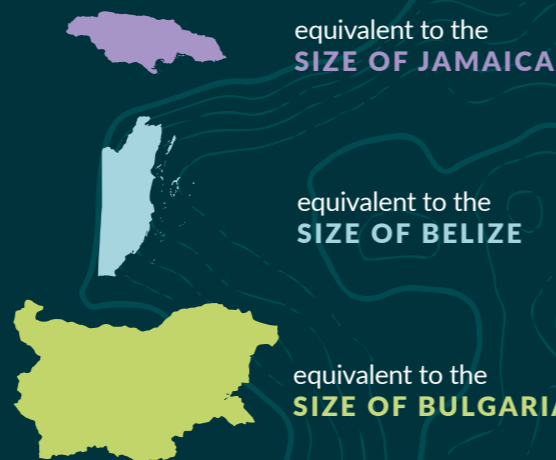 equivalent to the
SIZE OF JAMAICA
equivalent to the
SIZE OF BELIZE
equivalent to the
SIZE OF BULGARIA